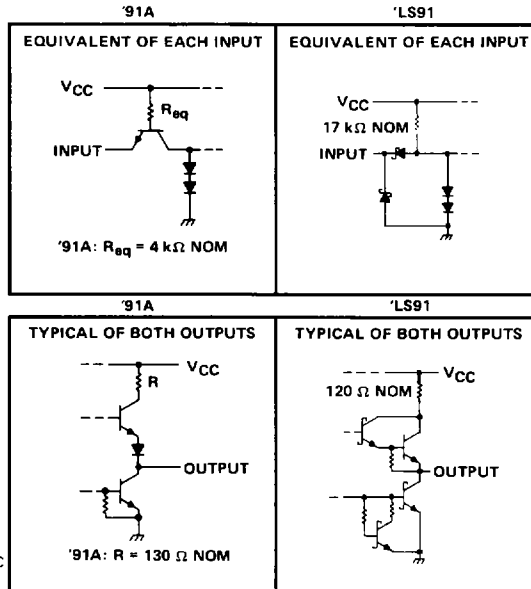 '91A
'LS91
EQUIVALENT OF EACH INPUT
EQUIVALENT OF EACH INPUT
VCC
Req
INPUT
'91A: Req = 4 kΩ NOM
VCC
17 kΩ NOM
INPUT
'91A
'LS91
TYPICAL OF BOTH OUTPUTS
TYPICAL OF BOTH OUTPUTS
VCC
R
OUTPUT
'91A: R = 130 Ω NOM
VCC
120 Ω NOM
OUTPUT
C